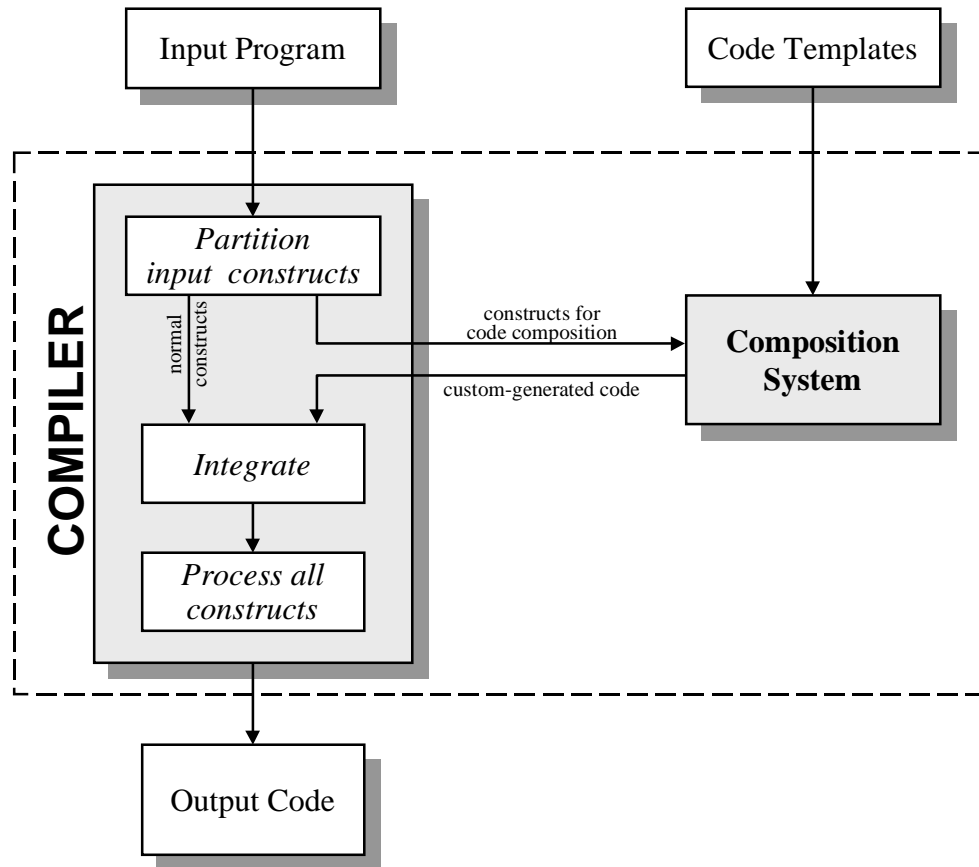 Input Program
Code Templates
COMPILER
Partition
input constructs
normal
constructs
constructs for
code composition
Composition
System
custom-generated code
Integrate
Process all
constructs
Output Code